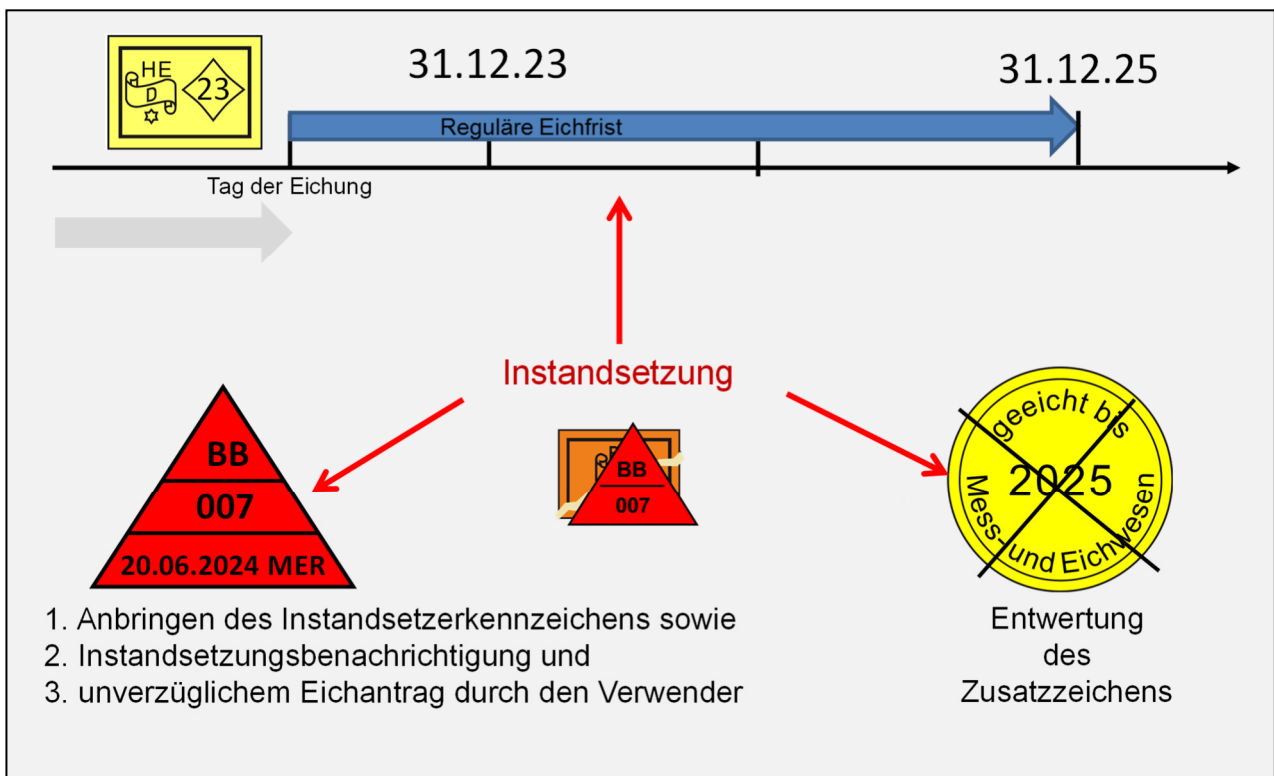 HE
D
23
31.12.23
31.12.25
Reguläre Eichfrist
Tag der Eichung
Instandsetzung
BB
007
20.06.2024 MER
BB
007
geeicht bis
2025
Mess- und Eichwesen
1. Anbringen des Instandsetzerkennzeichens sowie
2. Instandsetzungsbenachrichtigung und
3. unverzüglichem Eichantrag durch den Verwender
Entwertung
des
Zusatzzeichens